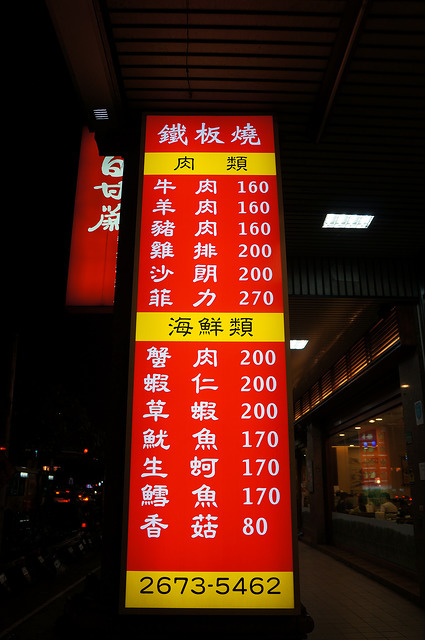 鐵板燒
肉類
牛肉 160
羊肉 160
豬肉 160
雞排 200
沙朗 200
菲力 270
海鮮類
蟹肉 200
蝦仁 200
草蝦 200
魷魚 170
生蚵 170
鱈魚 170
香菇 80
2673-5462
日甘